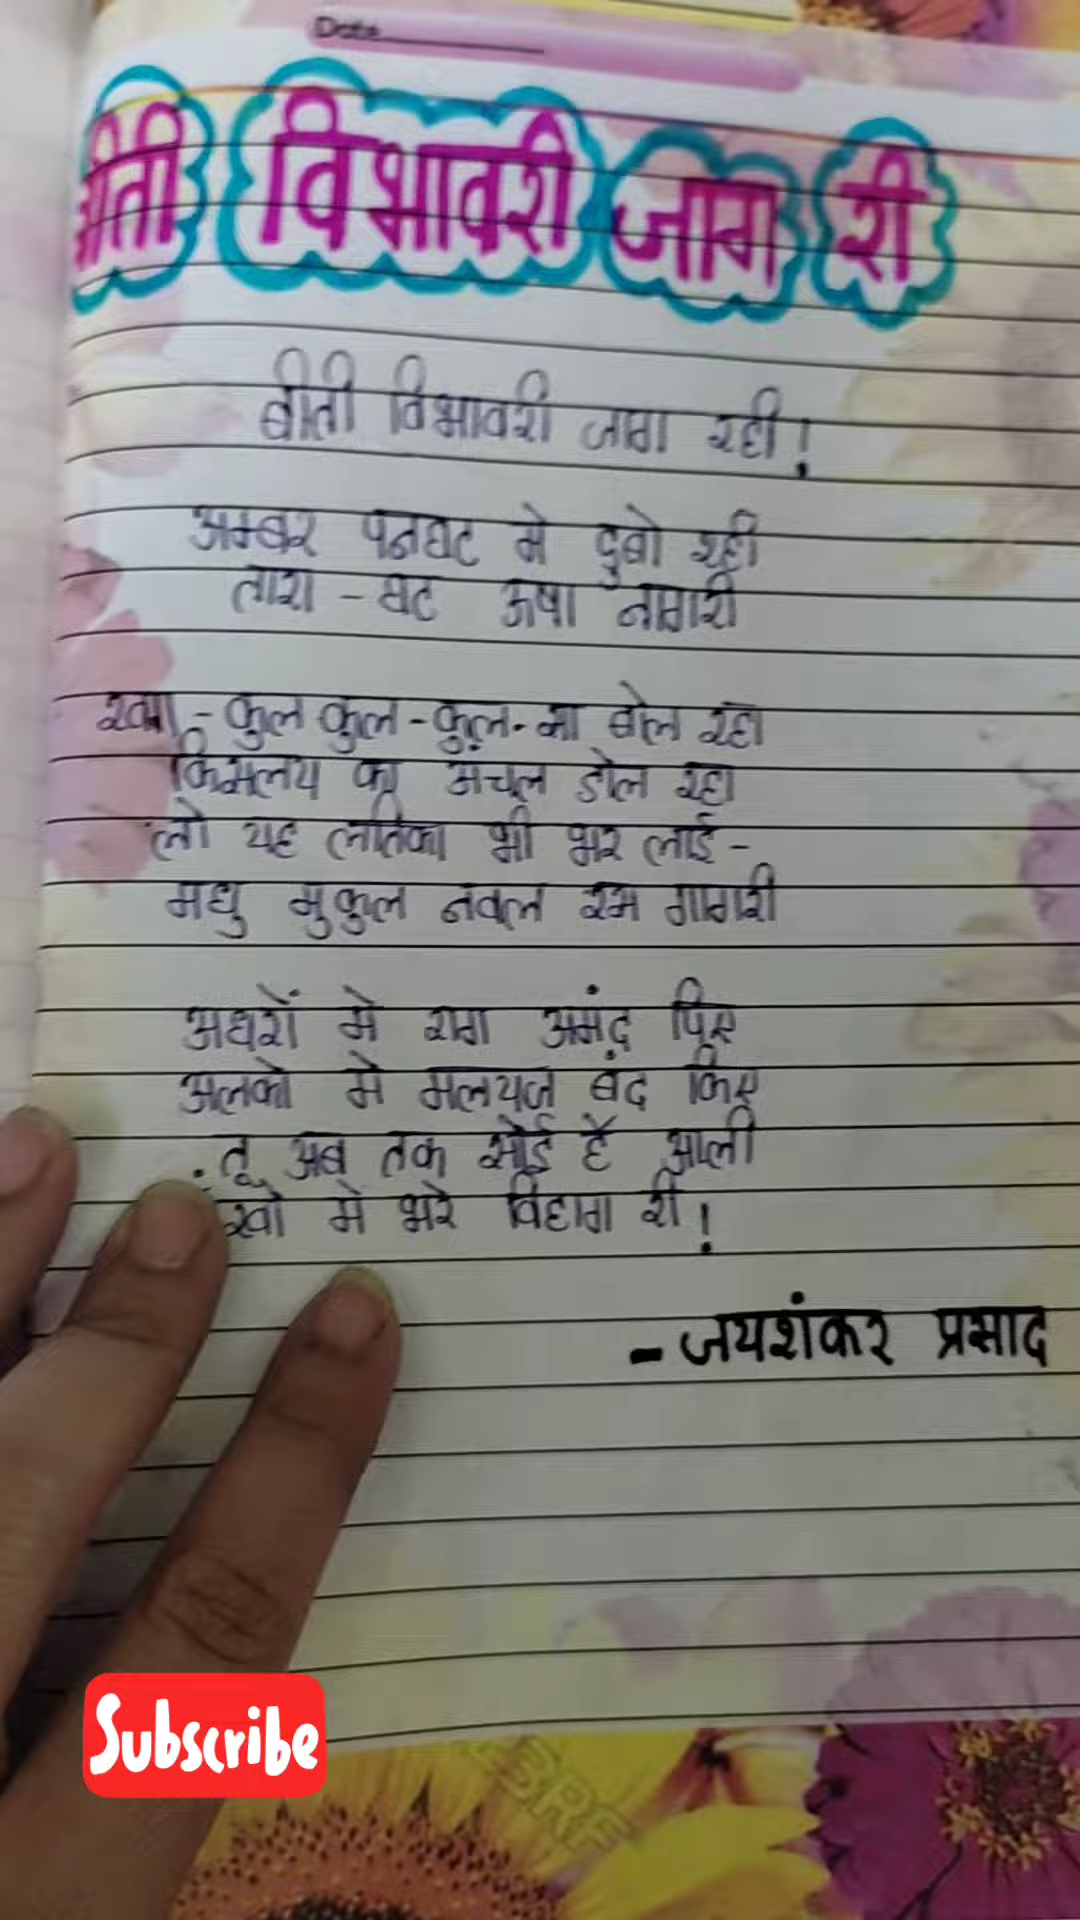 Date
बीती विभावरी जाग री
बीती विभावरी जाग रही!
अम्बर पनघट मे डुबो रही
तारा - घट ऊषा नागरी
खग - कुल कुल - कुल - सा बोल रहा
किसलय का अंचल डोल रहा
लो यह लतिका भी भर लाई -
मधु मुकुल नवल रस गागरी
अधरों मे राग अमंद पिए
अलको मे मलयज बंद किए
तू अब तक सोई है आली
मे भरे विहाग री!
- जयशंकर प्रसाद
Subscribe